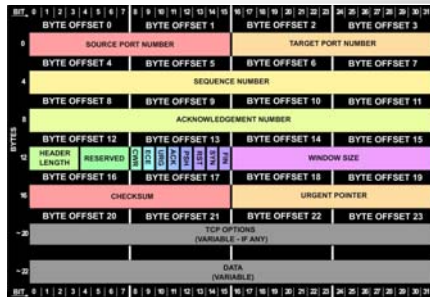 BIT 0 1 2 3 4 5 6 7 8 9 10 11 12 13 14 15 16 17 18 19 20 21 22 23 24 25 26 27 28 29 30 31
BYTE OFFSET 0 BYTE OFFSET 1 BYTE OFFSET 2 BYTE OFFSET 3
0 SOURCE PORT NUMBER TARGET PORT NUMBER
BYTE OFFSET 4 BYTE OFFSET 5 BYTE OFFSET 6 BYTE OFFSET 7
4 SEQUENCE NUMBER
BYTE OFFSET 8 BYTE OFFSET 9 BYTE OFFSET 10 BYTE OFFSET 11
8 ACKNOWLEDGEMENT NUMBER
BYTES
BYTE OFFSET 12 BYTE OFFSET 13 BYTE OFFSET 14 BYTE OFFSET 15
12 HEADER LENGTH RESERVED CWR ECE URG ACK PSH RST SYN FIN WINDOW SIZE
BYTE OFFSET 16 BYTE OFFSET 17 BYTE OFFSET 18 BYTE OFFSET 19
16 CHECKSUM URGENT POINTER
BYTE OFFSET 20 BYTE OFFSET 21 BYTE OFFSET 22 BYTE OFFSET 23
~20 TCP OPTIONS
(VARIABLE - IF ANY)
~22 DATA
(VARIABLE)
BIT 0 1 2 3 4 5 6 7 8 9 10 11 12 13 14 15 16 17 18 19 20 21 22 23 24 25 26 27 28 29 30 31